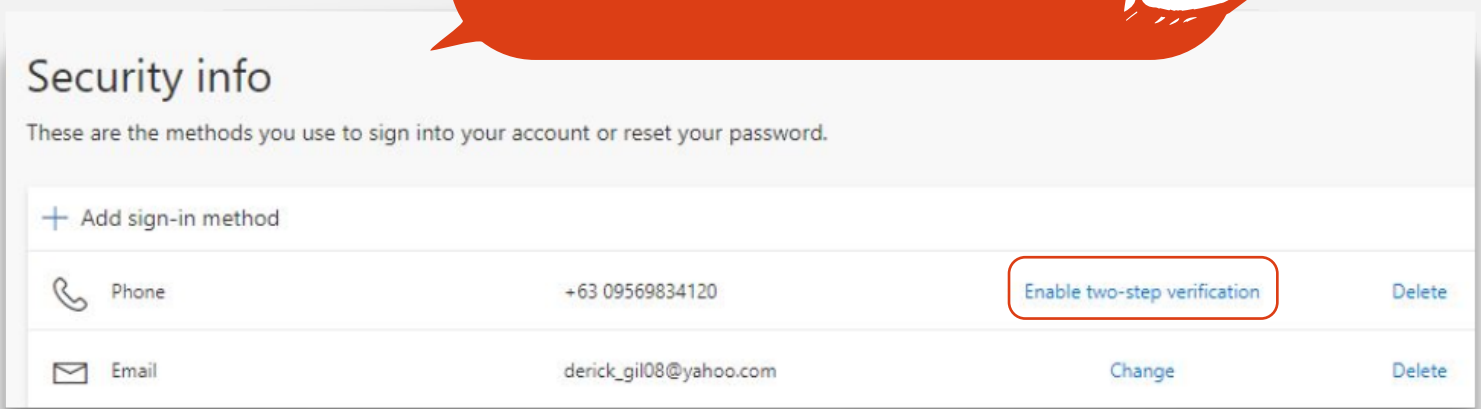 Security info
These are the methods you use to sign into your account or reset your password.
+ Add sign-in method
Phone +63 09569834120 Enable two-step verification Delete
Email derick_gil08@yahoo.com Change Delete